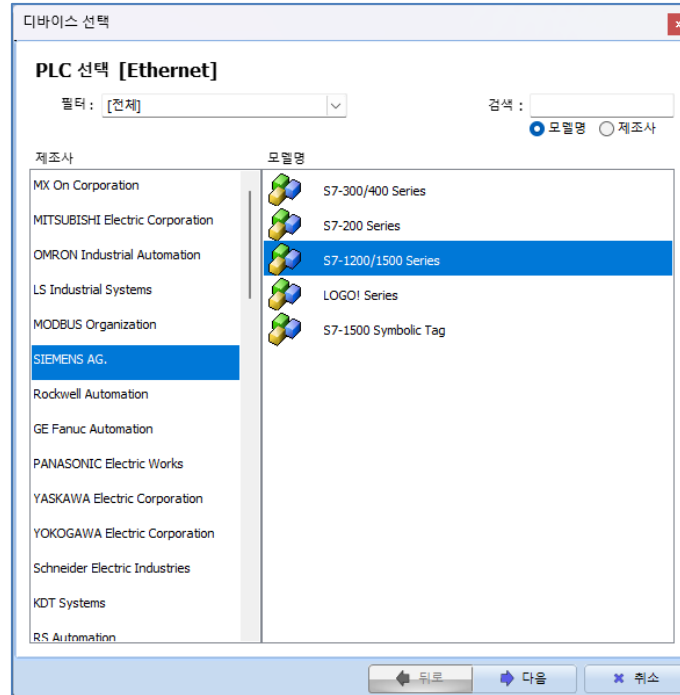 디바이스 선택
PLC 선택 [Ethernet]
필터 : [전체] 검색 :
모델명 제조사
제조사 모델명
MX On Corporation
MITSUBISHI Electric Corporation
OMRON Industrial Automation
LS Industrial Systems
MODBUS Organization
SIEMENS AG.
Rockwell Automation
GE Fanuc Automation
PANASONIC Electric Works
YASKAWA Electric Corporation
YOKOGAWA Electric Corporation
Schneider Electric Industries
KDT Systems
RS Automation
S7-300/400 Series
S7-200 Series
S7-1200/1500 Series
LOGO! Series
S7-1500 Symbolic Tag
뒤로 다음 취소